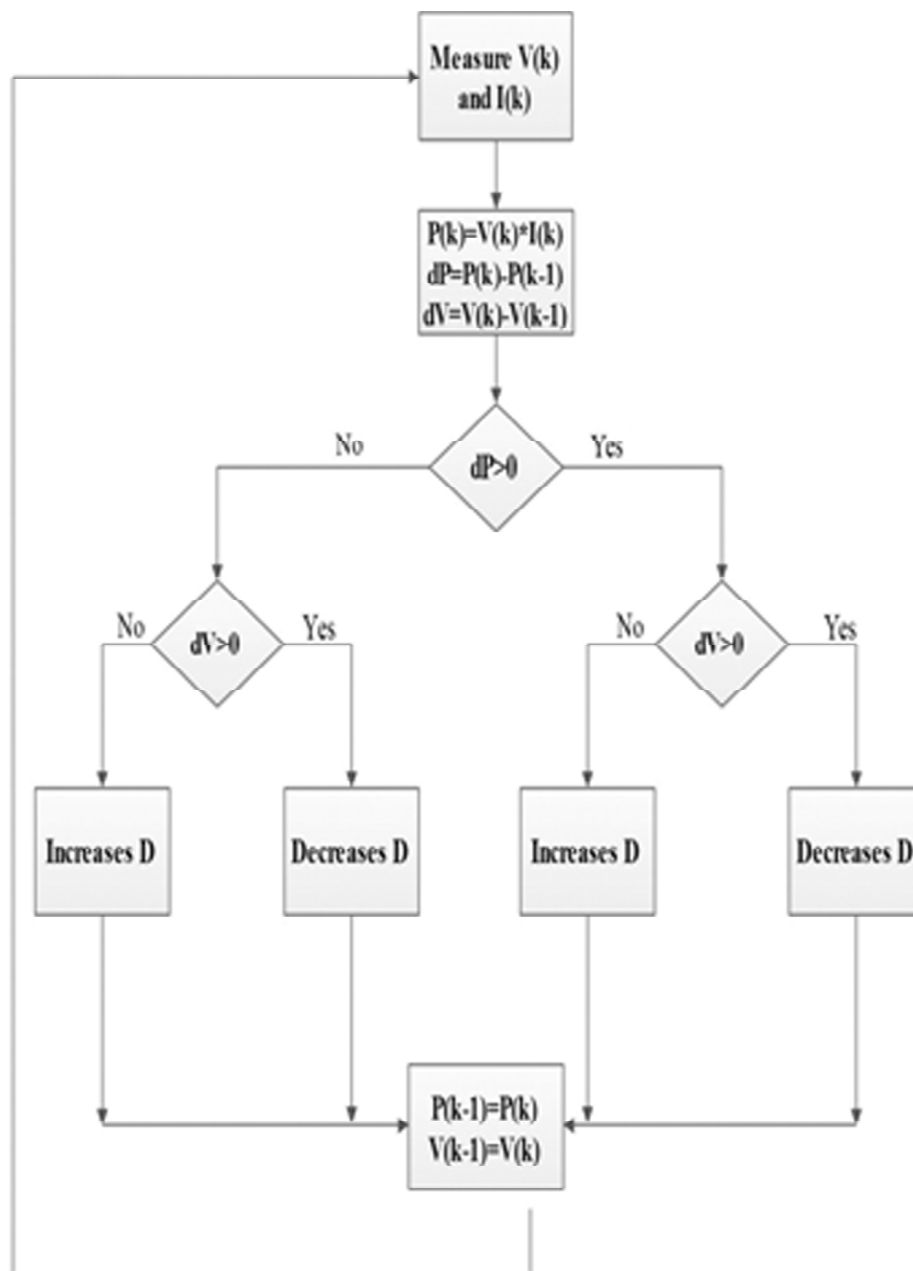 Measure V(k)
and I(k)
P(k)=V(k)*I(k)
dP=P(k)-P(k-1)
dV=V(k)-V(k-1)
No
Yes
dP>0
No
dV>0
Yes
No
dV>0
Yes
Increases D
Decreases D
Increases D
Decreases D
P(k-1)=P(k)
V(k-1)=V(k)